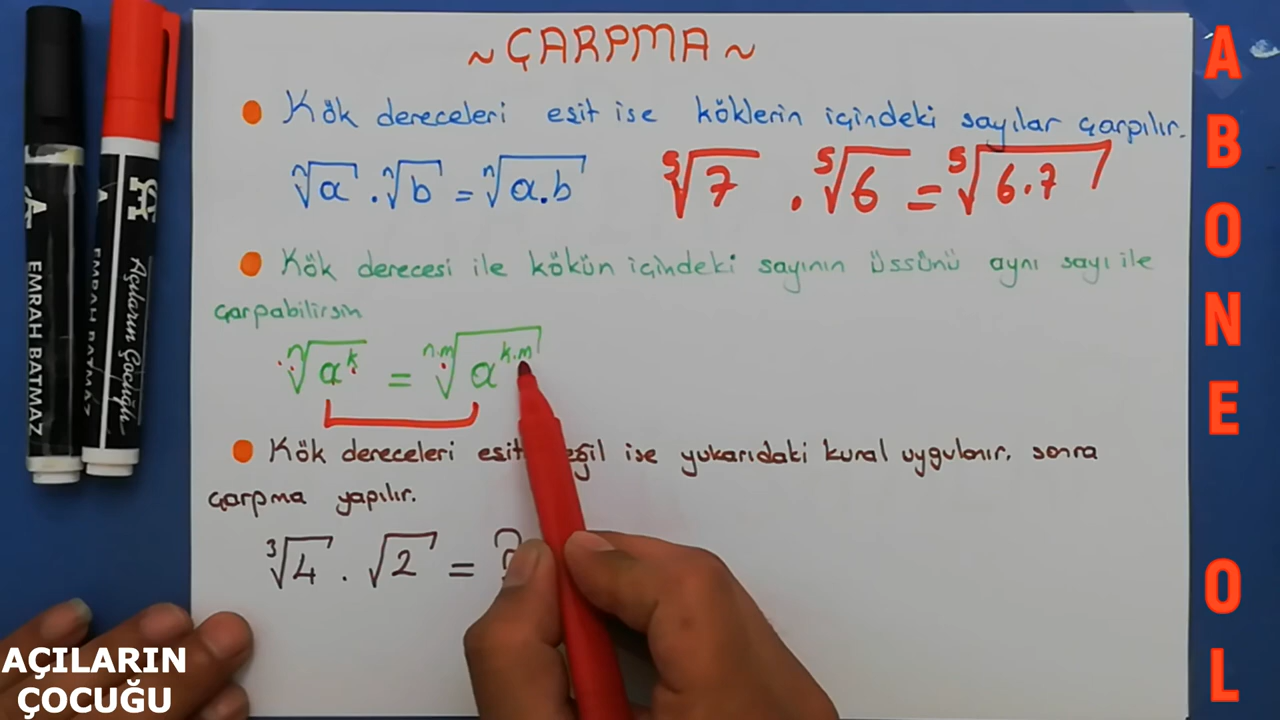 ~ ÇARPMA ~
Kök dereceleri eşit ise köklerin içindeki sayılar çarpılır.
ⁿ√a . ⁿ√b = ⁿ√a.b ⁵√7 . ⁵√6 = ⁵√6.7
Kök derecesi ile kökün içindeki sayının üssünü aynı sayı ile
çarpabilirsin
ⁿ√aᵏ = ⁿ·ᵐ√aᵏ·ᵐ
Kök dereceleri eşit değil ise yukarıdaki kural uygulanır, sonra
çarpma yapılır.
³√4 . √2 = ?
EMRAH BATMAZ
EMRAH BATMAZ
Açıların Çocuğu
AÇILARIN
ÇOCUĞU
ABONE
OL